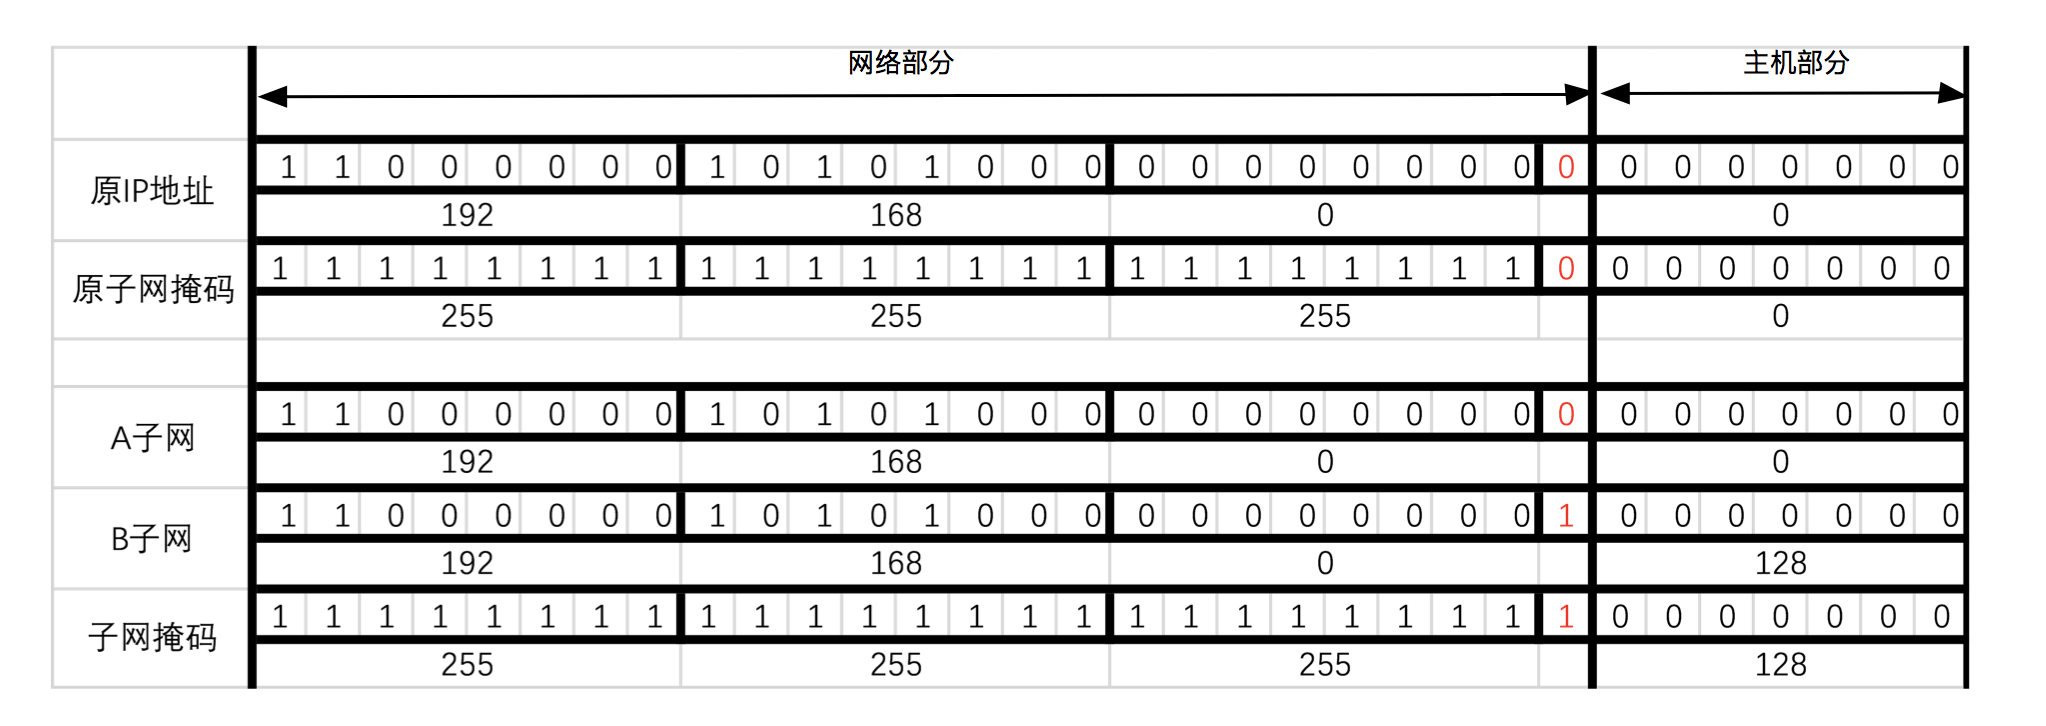 网络部分 主机部分
原IP地址 1 1 0 0 0 0 0 0 1 0 1 0 1 0 0 0 0 0 0 0 0 0 0 0 0 0 0 0 0 0 0 0
192 168 0 0
原子网掩码 1 1 1 1 1 1 1 1 1 1 1 1 1 1 1 1 1 1 1 1 1 1 1 1 0 0 0 0 0 0 0 0
255 255 255 0
A子网 1 1 0 0 0 0 0 0 1 0 1 0 1 0 0 0 0 0 0 0 0 0 0 0 0 0 0 0 0 0 0 0
192 168 0 0
B子网 1 1 0 0 0 0 0 0 1 0 1 0 1 0 0 0 0 0 0 0 0 0 0 0 1 0 0 0 0 0 0 0
192 168 0 128
子网掩码 1 1 1 1 1 1 1 1 1 1 1 1 1 1 1 1 1 1 1 1 1 1 1 1 1 0 0 0 0 0 0 0
255 255 255 128